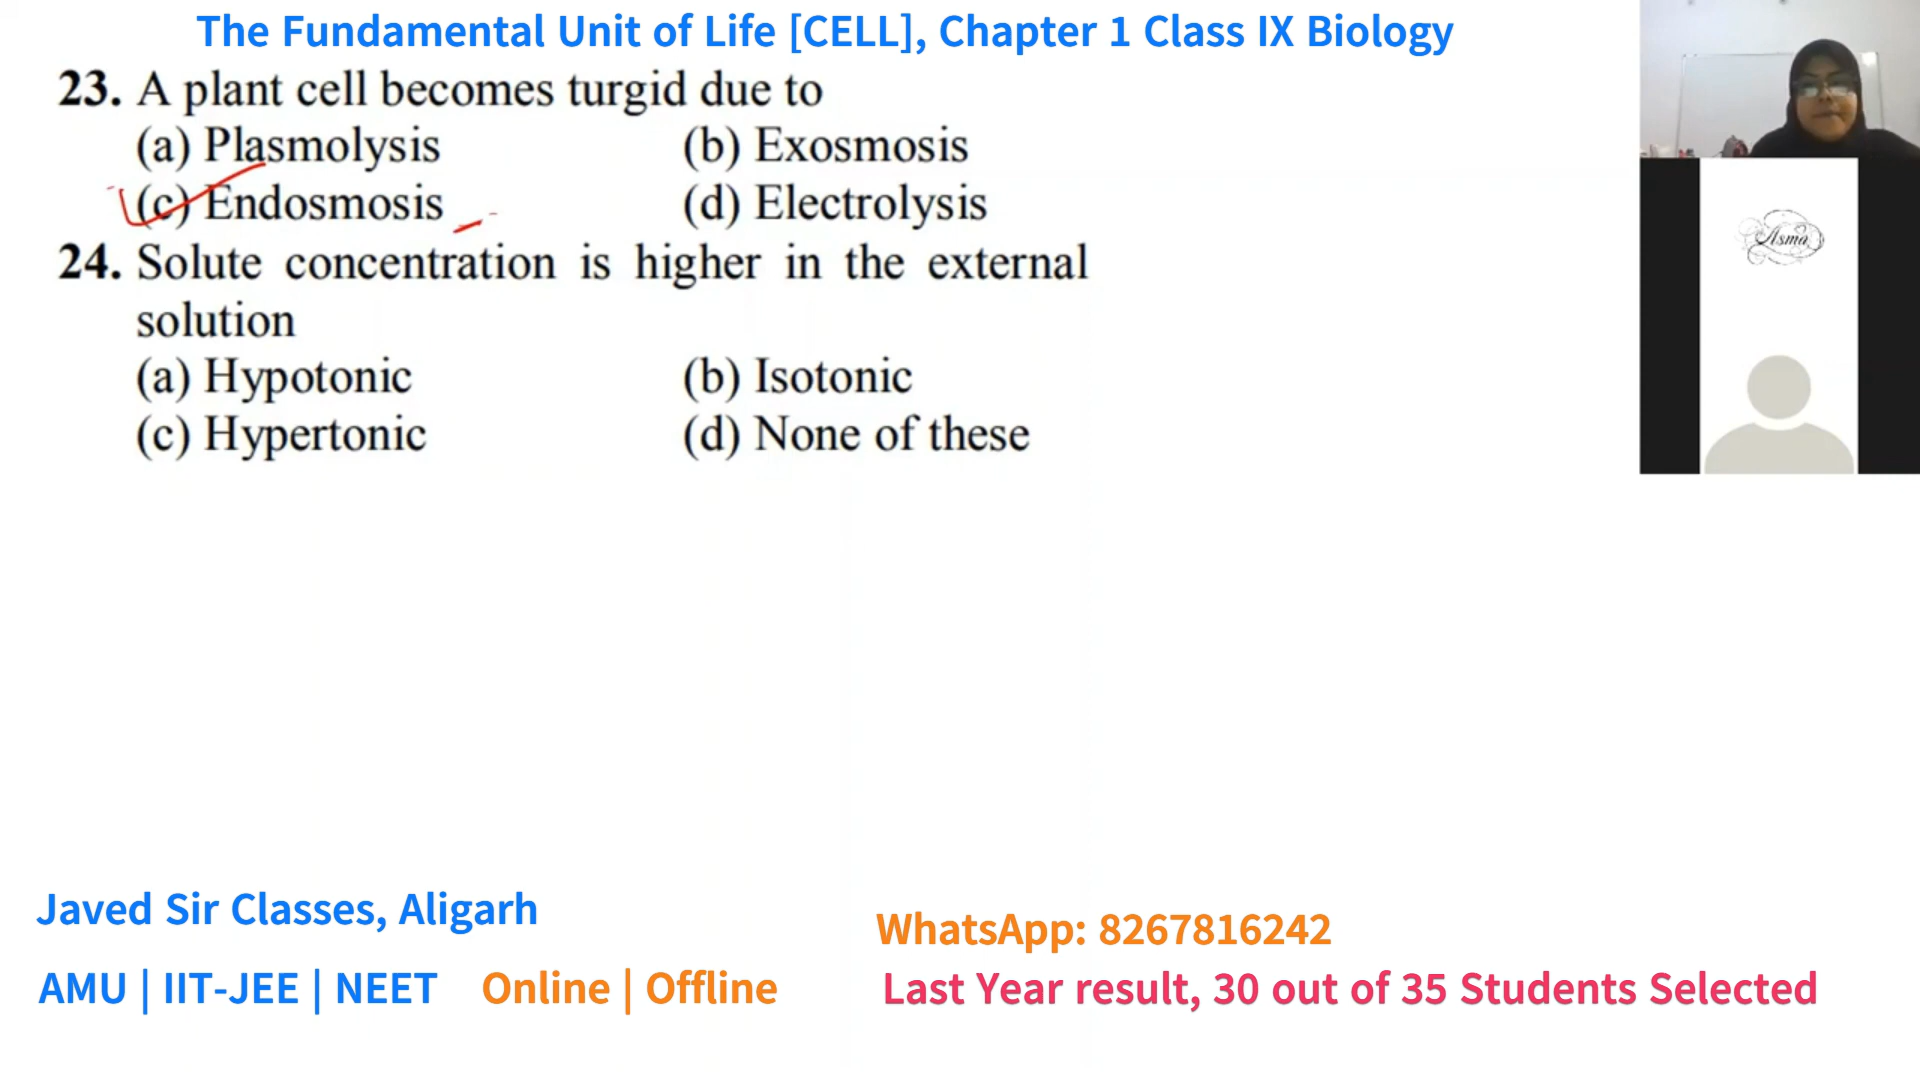 The Fundamental Unit of Life [CELL], Chapter 1 Class IX Biology
23. A plant cell becomes turgid due to
(a) Plasmolysis (b) Exosmosis
(c) Endosmosis (d) Electrolysis
24. Solute concentration is higher in the external
solution
(a) Hypotonic (b) Isotonic
(c) Hypertonic (d) None of these
Asma
Javed Sir Classes, Aligarh
WhatsApp: 8267816242
AMU | IIT-JEE | NEET Online | Offline
Last Year result, 30 out of 35 Students Selected